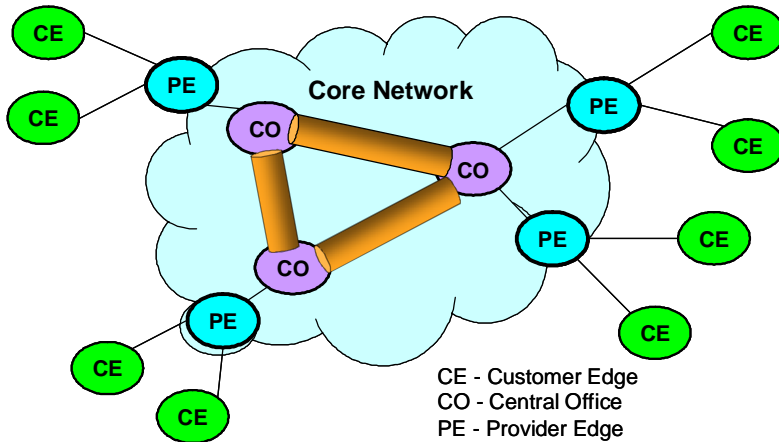 CE
CE
PE
Core Network
CO
CO
CO
PE
CE
CE
PE
CE
CE
PE
CE
CE
CE - Customer Edge
CO - Central Office
PE - Provider Edge